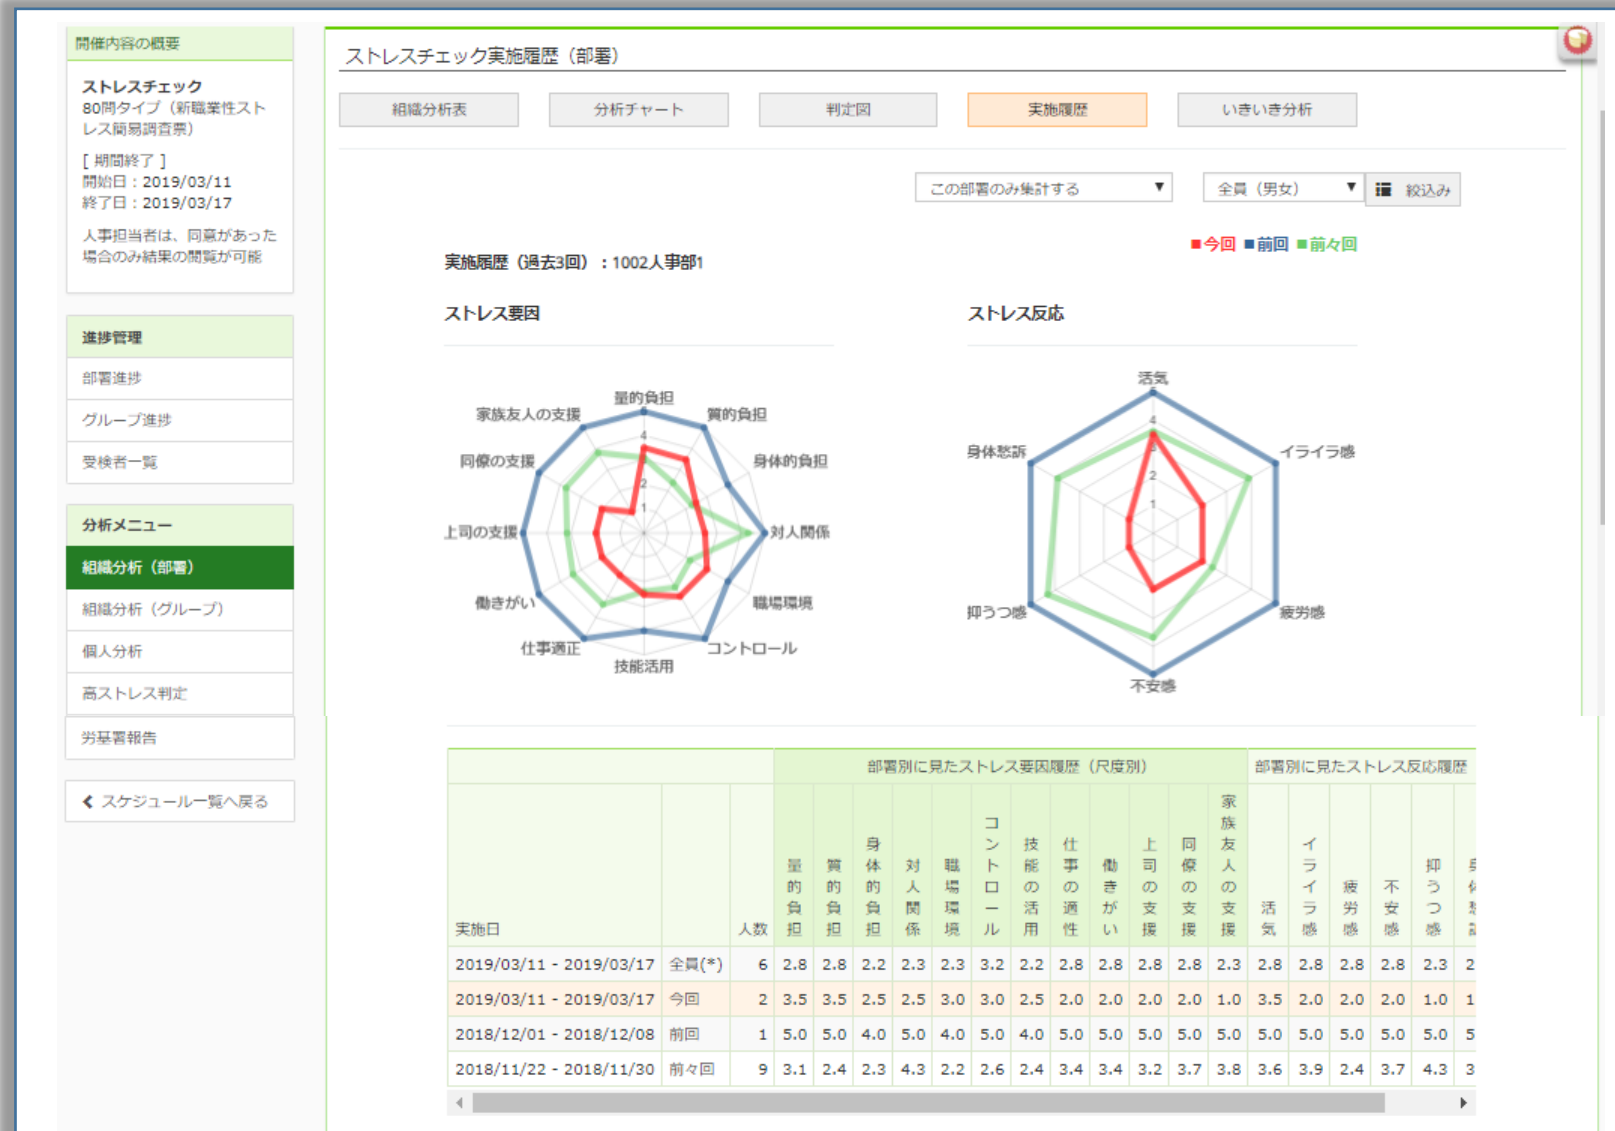 開催内容の概要
ストレスチェック
80問タイプ（新職業性スト
レス簡易調査票）
[ 期間終了 ]
開始日：2019/03/11
終了日：2019/03/17
人事担当者は、同意があった
場合のみ結果の閲覧が可能
進捗管理
部署進捗
グループ進捗
受検者一覧
分析メニュー
組織分析（部署）
組織分析（グループ）
個人分析
高ストレス判定
労基署報告
スケジュール一覧へ戻る
ストレスチェック実施履歴（部署）
組織分析表 分析チャート 判定図 実施履歴 いきいき分析
この部署のみ集計する ▼ 全員（男女） ▼ 絞込み
■今回 ■前回 ■前々回
実施履歴（過去3回）：1002人事部1
ストレス要因
量的負担
質的負担
身体的負担
対人関係
職場環境
コントロール
技能活用
仕事適正
働きがい
上司の支援
同僚の支援
家族友人の支援
5
4
2
1
ストレス反応
活気
イライラ感
疲労感
不安感
抑うつ感
身体愁訴
4
2
1
部署別に見たストレス要因履歴（尺度別） 部署別に見たストレス反応履歴
実施日 人数 量的負担 質的負担 身体的負担 対人関係 職場環境 コントロール 技能の活用 仕事の適性 働きがい 上司の支援 同僚の支援 家族友人の支援 活気 イライラ感 疲労感 不安感 抑うつ感
2019/03/11 - 2019/03/17 全員(*) 6 2.8 2.8 2.2 2.3 2.3 3.2 2.2 2.8 2.8 2.8 2.8 2.3 2.8 2.8 2.8 2.8 2.3 2
2019/03/11 - 2019/03/17 今回 2 3.5 3.5 2.5 2.5 3.0 3.0 2.5 2.0 2.0 2.0 2.0 1.0 3.5 2.0 2.0 2.0 1.0 1
2018/12/01 - 2018/12/08 前回 1 5.0 5.0 4.0 5.0 4.0 5.0 4.0 5.0 5.0 5.0 5.0 5.0 5.0 5.0 5.0 5.0 5.0 5
2018/11/22 - 2018/11/30 前々回 9 3.1 2.4 2.3 4.3 2.2 2.6 2.4 3.4 3.4 3.2 3.7 3.8 3.6 3.9 2.4 3.7 4.3 3